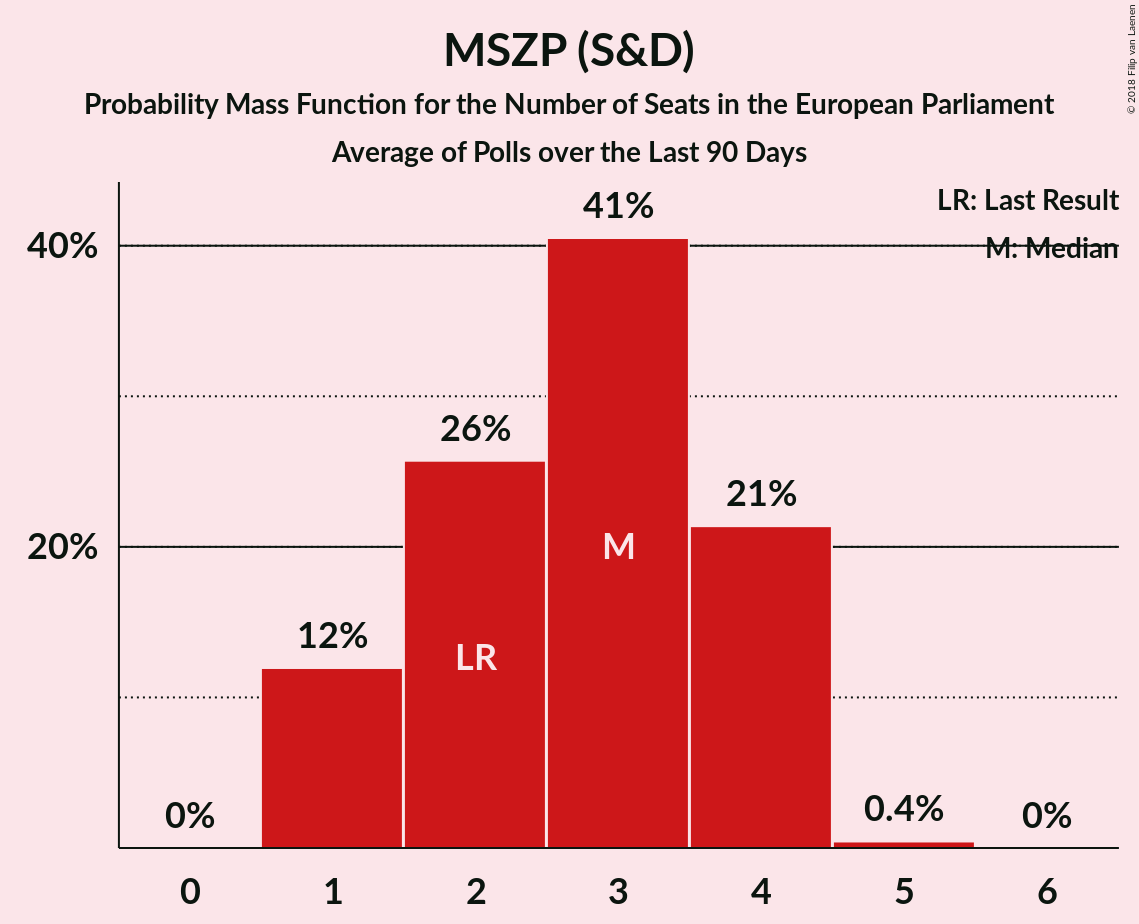 MSZP (S&D)
Probability Mass Function for the Number of Seats in the European Parliament
Average of Polls over the Last 90 Days
© 2018 Filip van Laenen
LR: Last Result
M: Median
40%
20%
0%
12%
26%
41%
21%
0.4%
0%
LR
M
0 1 2 3 4 5 6